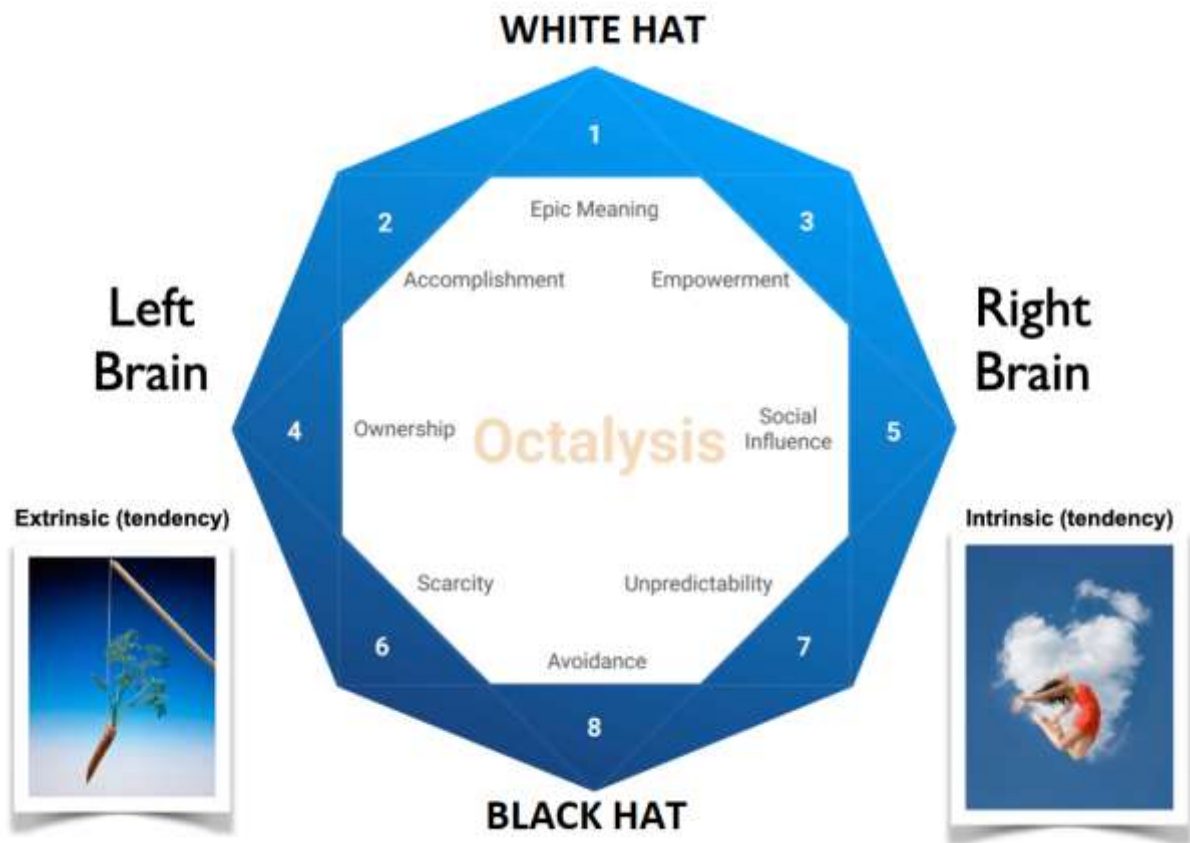 WHITE HAT
1
2
3
Epic Meaning
Accomplishment
Empowerment
Left
Brain
Right
Brain
4
Ownership
Octalysis
Social
Influence
5
Extrinsic (tendency)
Intrinsic (tendency)
Scarcity
Unpredictability
6
7
Avoidance
8
BLACK HAT